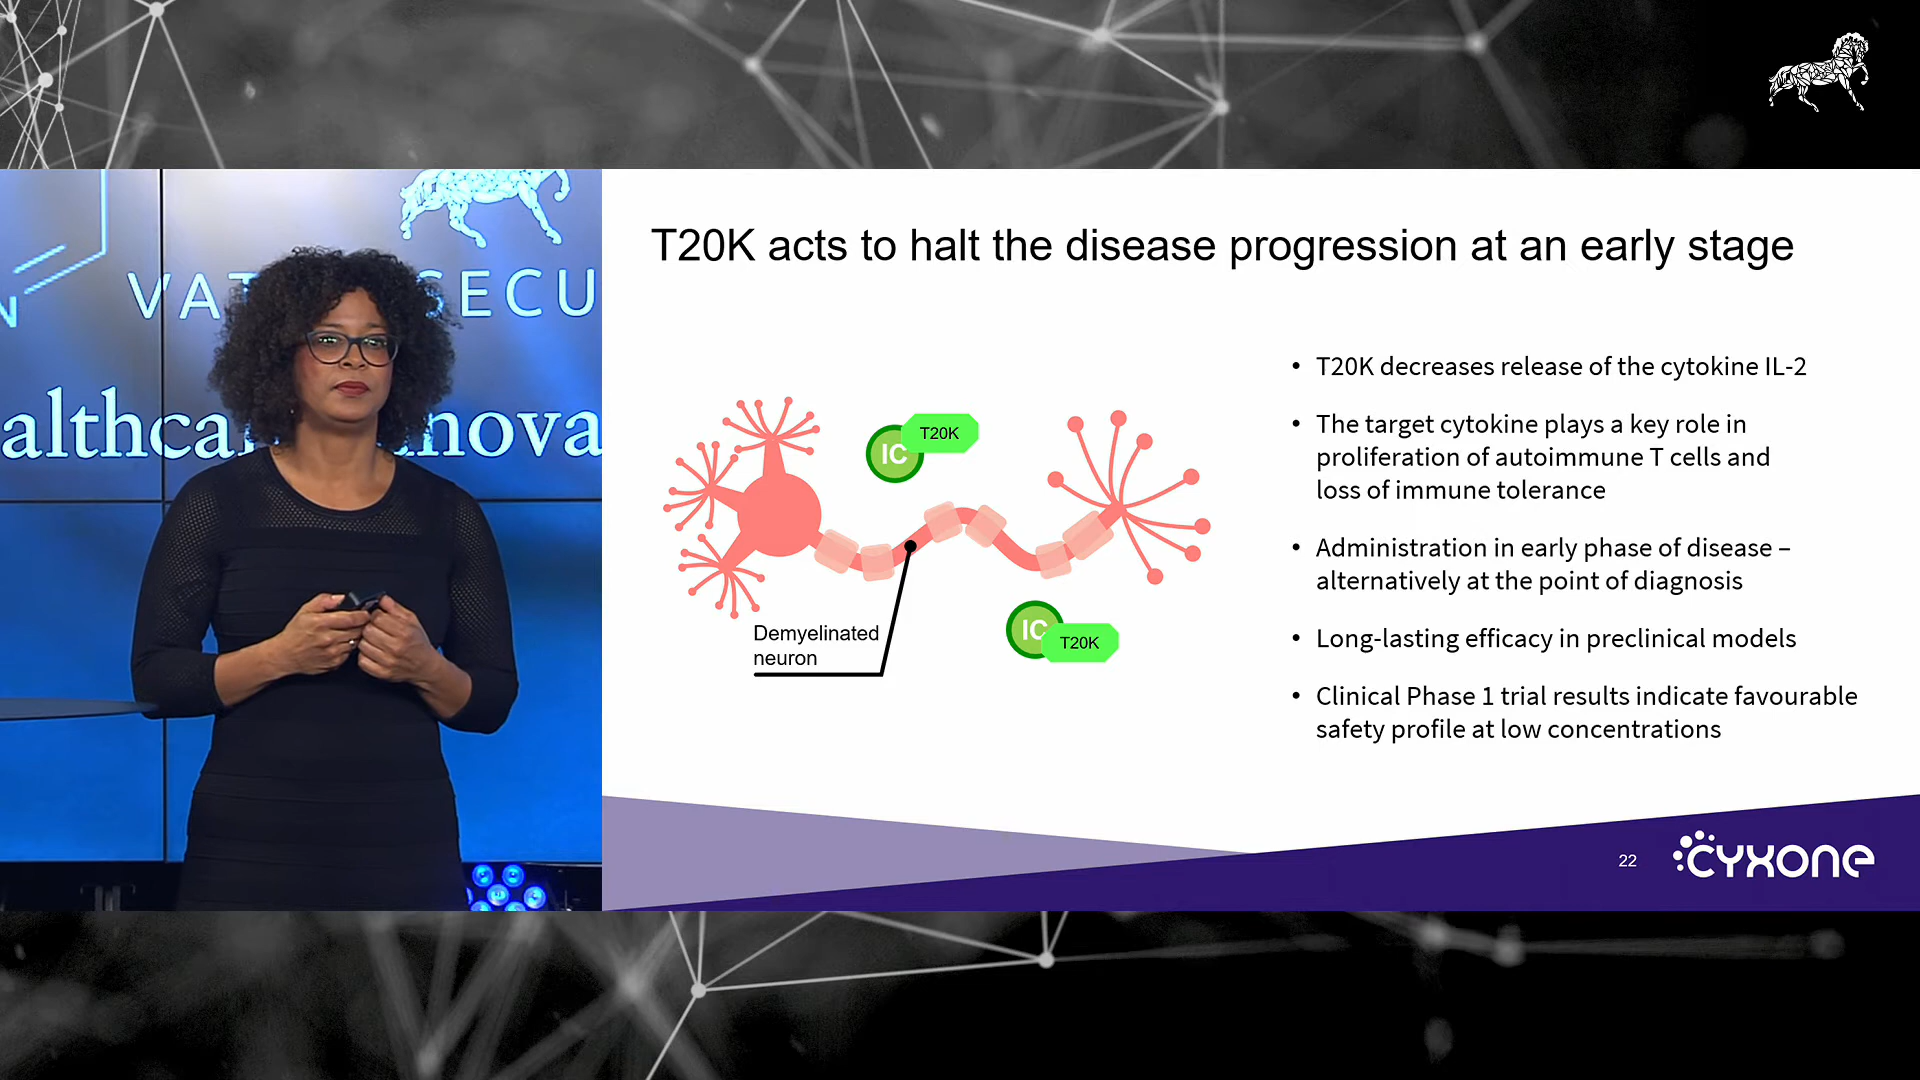 N
VAT
SECU
althca
nova
T20K acts to halt the disease progression at an early stage
T20K
IC
Demyelinated
neuron
IC
T20K
• T20K decreases release of the cytokine IL-2
• The target cytokine plays a key role in
proliferation of autoimmune T cells and
loss of immune tolerance
• Administration in early phase of disease –
alternatively at the point of diagnosis
• Long-lasting efficacy in preclinical models
• Clinical Phase 1 trial results indicate favourable
safety profile at low concentrations
22
CYXONE